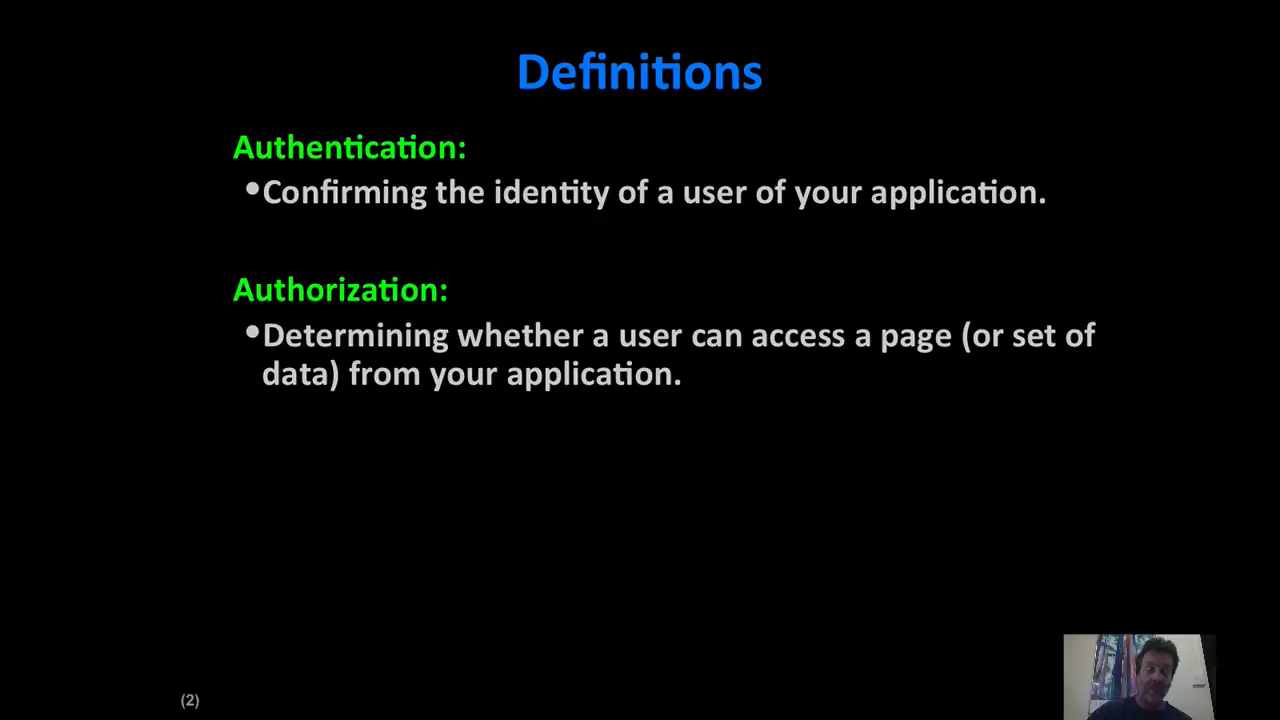 Definitions
Authentication:
•Confirming the identity of a user of your application.
Authorization:
•Determining whether a user can access a page (or set of
data) from your application.
(2)